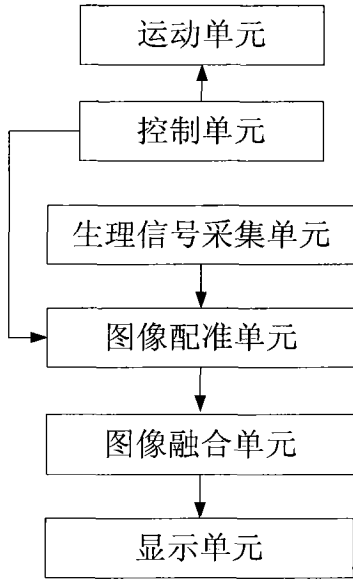 运动单元
控制单元
生理信号采集单元
图像配准单元
图像融合单元
显示单元